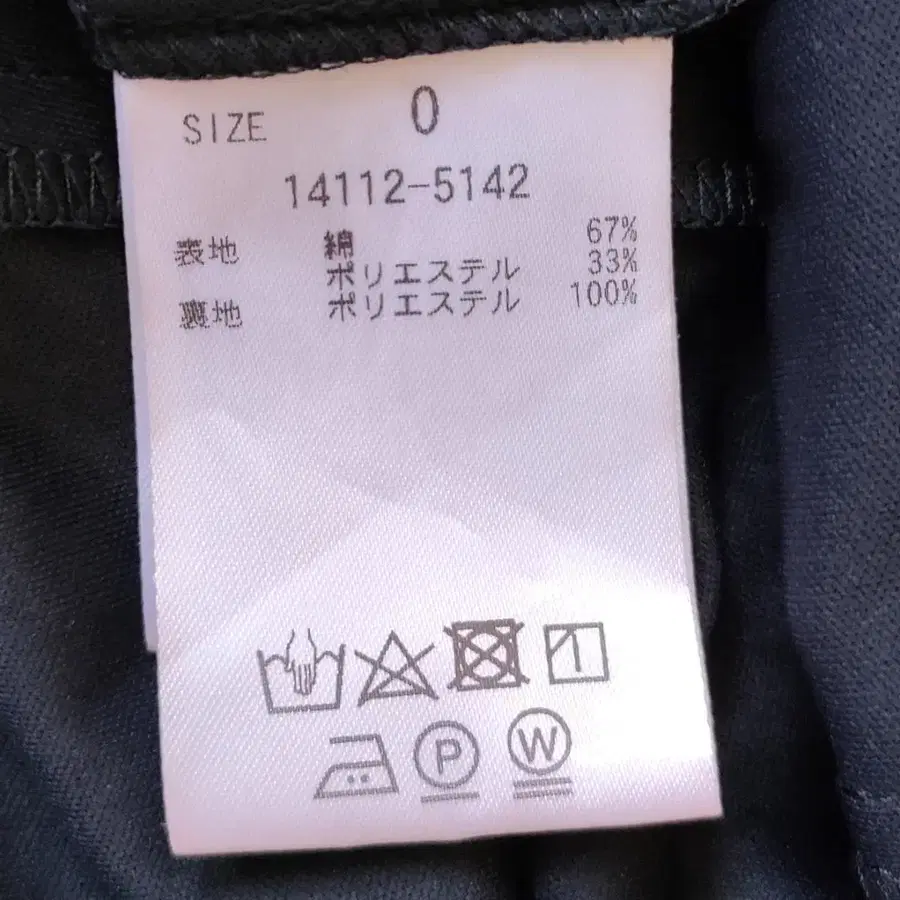 SIZE 0
14112-5142
表地 綿 67%
ポリエステル 33%
裏地 ポリエステル 100%
P W